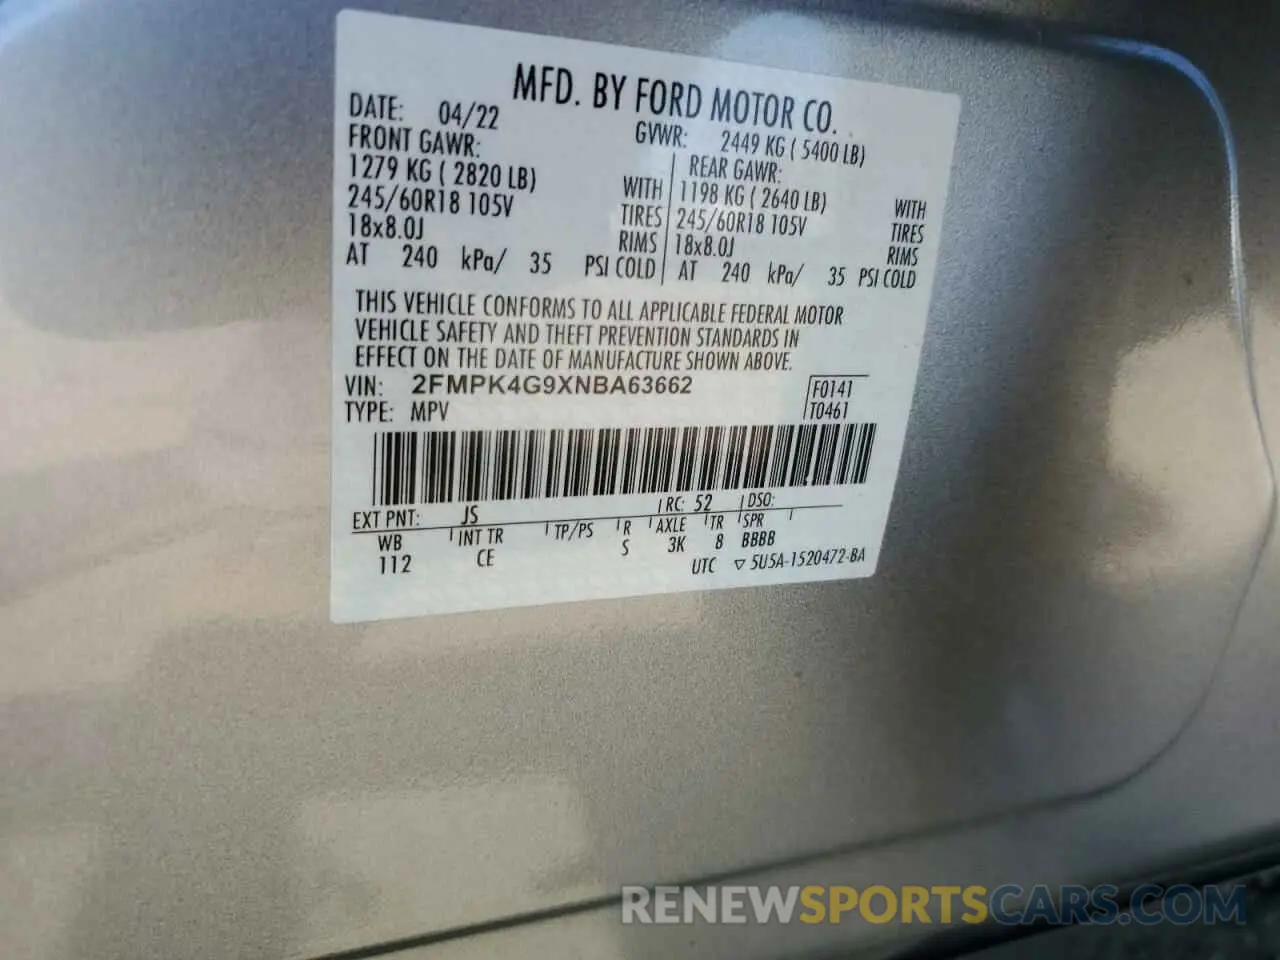 MFD. BY FORD MOTOR CO.
DATE: 04/22 GVWR: 2449 KG ( 5400 LB)
FRONT GAWR: REAR GAWR:
1279 KG ( 2820 LB) WITH 1198 KG ( 2640 LB) WITH
245/60R18 105V TIRES 245/60R18 105V TIRES
18x8.0J RIMS 18x8.0J RIMS
AT 240 kPa/ 35 PSI COLD AT 240 kPa/ 35 PSI COLD
THIS VEHICLE CONFORMS TO ALL APPLICABLE FEDERAL MOTOR
VEHICLE SAFETY AND THEFT PREVENTION STANDARDS IN
EFFECT ON THE DATE OF MANUFACTURE SHOWN ABOVE.
VIN: 2FMPK4G9XNBA63662 F0141
TYPE: MPV T0461
EXT PNT: JS RC: 52 DSO:
WB INT TR TP/PS R AXLE TR SPR
112 CE S 3K 8 BBBB
UTC ▽ 5U5A-1520472-BA
RENEWSPORTSCARS.COM